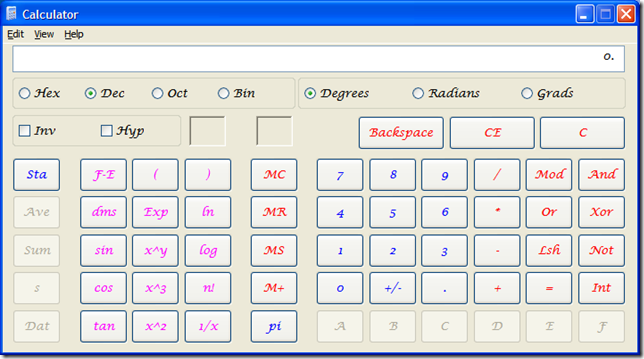 Calculator
Edit View Help
0.
Hex Dec Oct Bin Degrees Radians Grads
Inv Hyp Backspace CE C
Sta F-E ( ) MC 7 8 9 / Mod And
Ave dms Exp ln MR 4 5 6 * Or Xor
Sum sin x^y log MS 1 2 3 - Lsh Not
s cos x^3 n! M+ 0 +/- . + = Int
Dat tan x^2 1/x pi A B C D E F